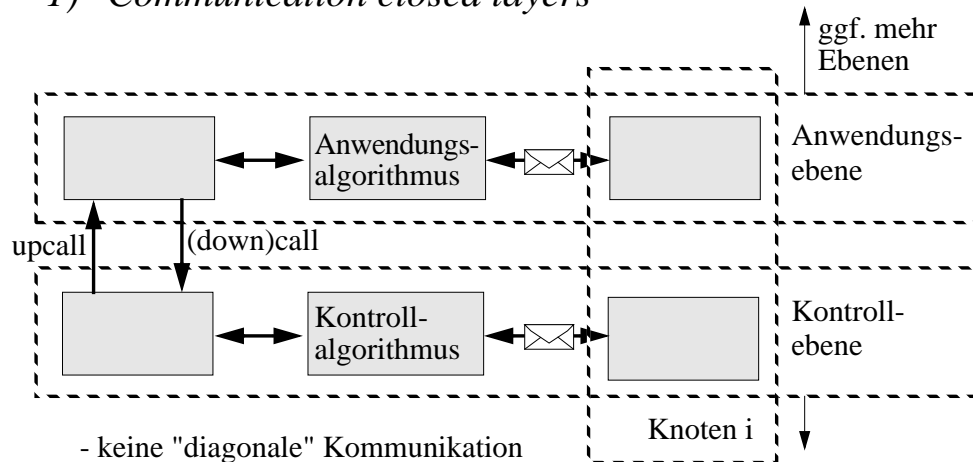 1) "Communication closed layers"
ggf. mehr
Ebenen
Anwendungs-
algorithmus
Anwendungs-
ebene
upcall
(down)call
Kontroll-
algorithmus
Kontroll-
ebene
Knoten i
- keine "diagonale" Kommunikation